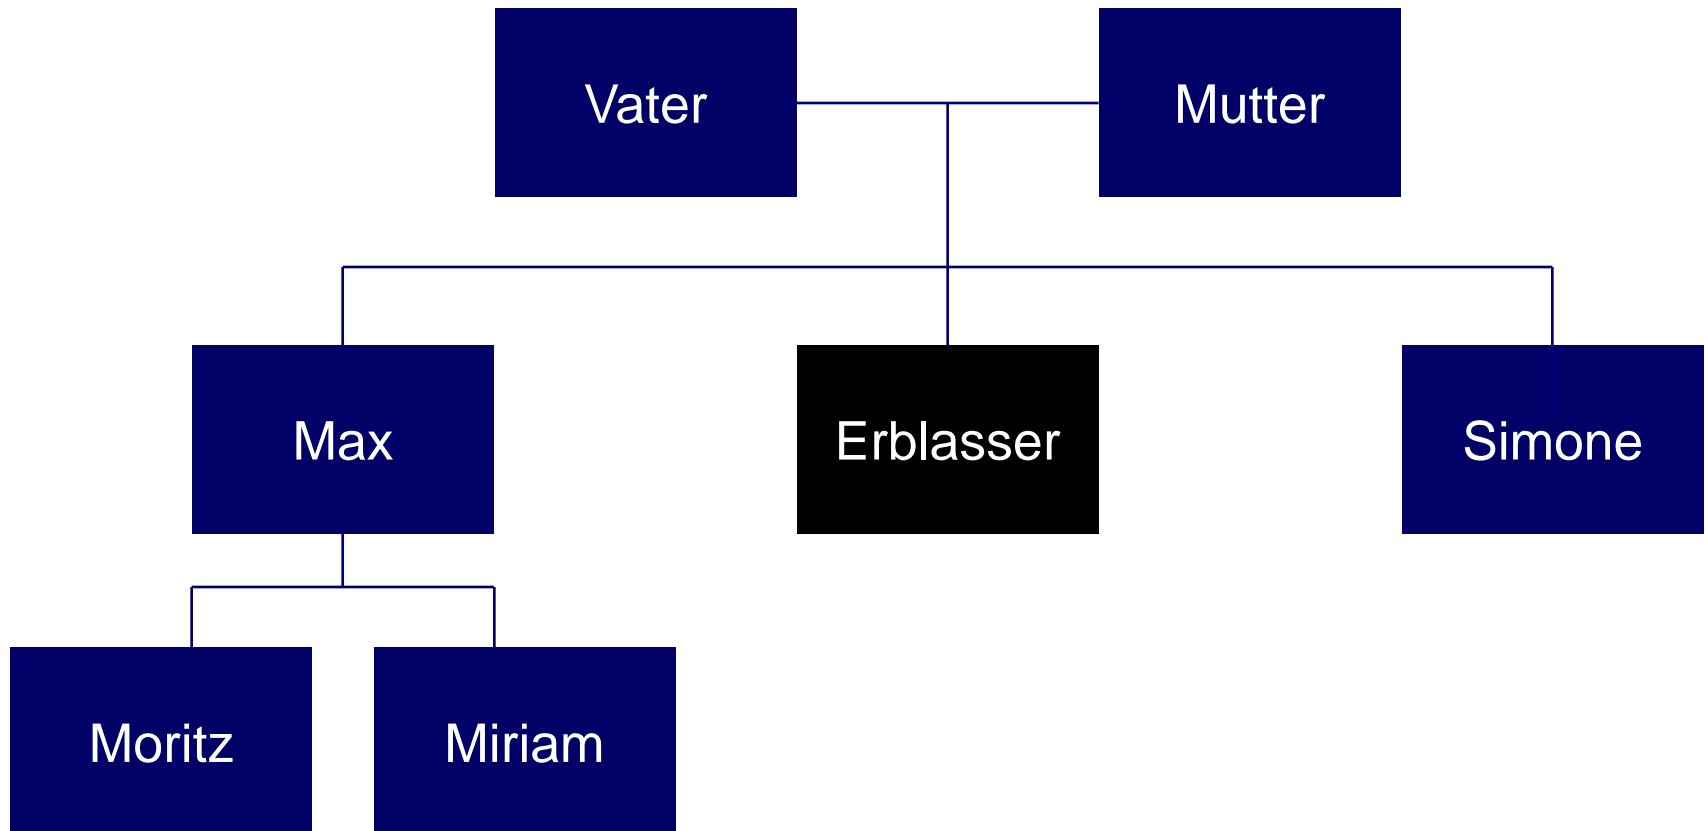 Vater
Mutter
Max
Erblasser
Simone
Moritz
Miriam